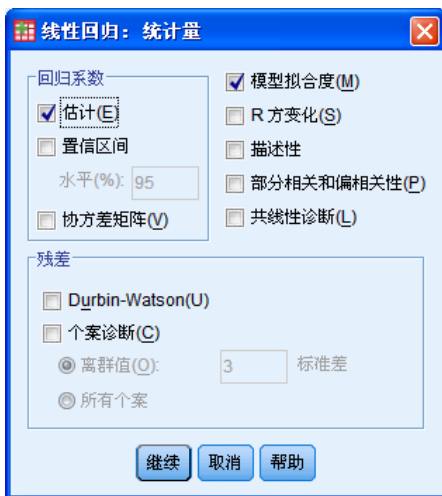 线性回归：统计量
回归系数
估计(E)
置信区间
水平(%): 95
协方差矩阵(V)
模型拟合度(M)
R 方变化(S)
描述性
部分相关和偏相关性(P)
共线性诊断(L)
残差
Durbin-Watson(U)
个案诊断(C)
离群值(O): 3 标准差
所有个案
继续 取消 帮助